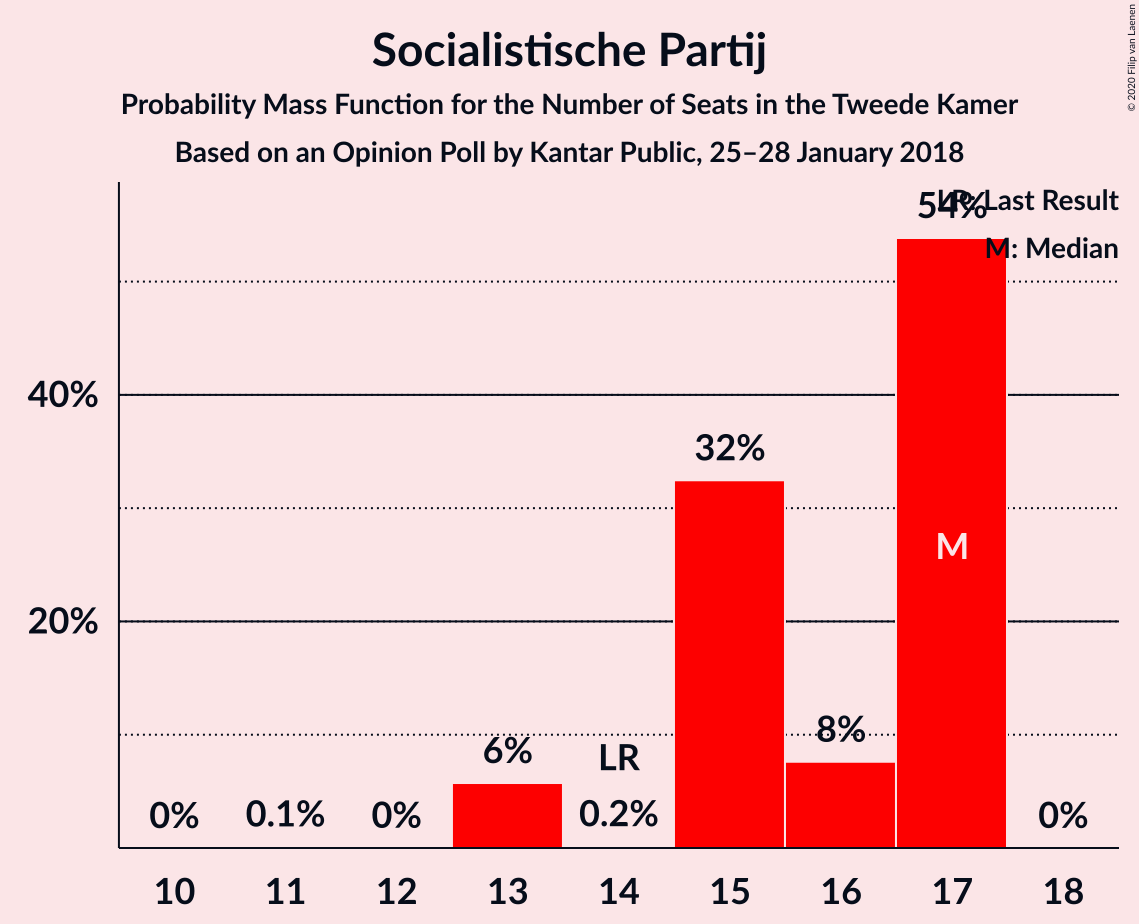 Socialistische Partij
Probability Mass Function for the Number of Seats in the Tweede Kamer
Based on an Opinion Poll by Kantar Public, 25–28 January 2018
© 2020 Filip van Laenen
LR: Last Result
M: Median
54%
40%
32%
M
20%
8%
6%
LR
0%
0.1%
0%
0.2%
0%
10 11 12 13 14 15 16 17 18